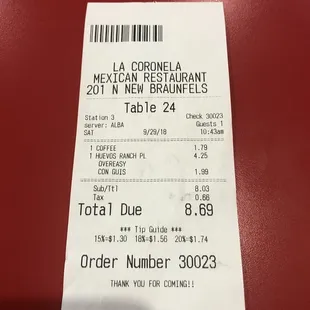 LA CORONELA
MEXICAN RESTAURANT
201 N NEW BRAUNFELS
Table 24
Station 3 Check 30023
server: ALBA Guests 1
SAT 9/29/18 10:43am
1 COFFEE 1.79
1 HUEVOS RANCH PL 4.25
OVEREASY
CON GUIS 1.99
Sub/Ttl 8.03
Tax 0.66
Total Due 8.69
*** Tip Guide ***
15%=$1.30 18%=$1.56 20%=$1.74
Order Number 30023
THANK YOU FOR COMING!!